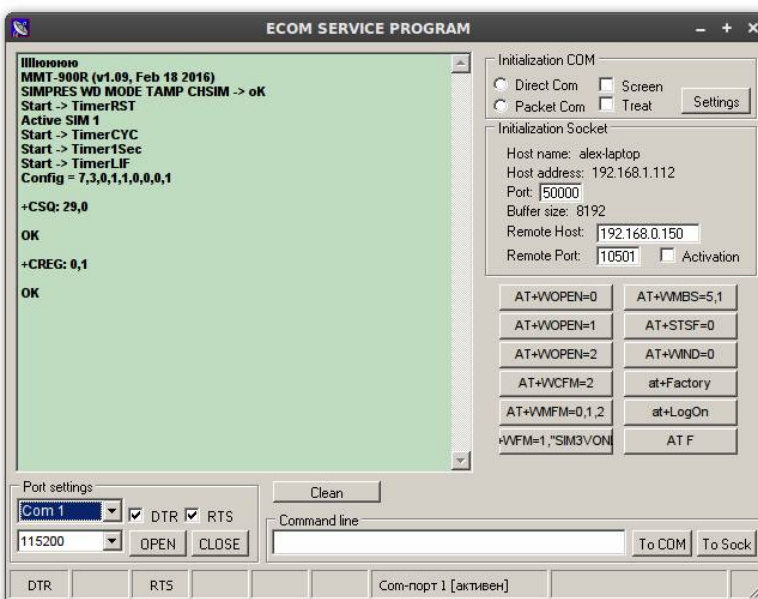 ECOM SERVICE PROGRAM
MMT-900R (v1.09, Feb 18 2016)
SIMPRES WD MODE TAMP CHSIM -> oK
Start -> TimerRST
Active SIM 1
Start -> TimerCYC
Start -> Timer1Sec
Start -> TimerLIF
Config = 7,3,0,1,1,0,0,0,1
+CSQ: 29,0
OK
+CREG: 0,1
OK
Initialization COM
Direct Com
Screen
Packet Com
Treat
Settings
Initialization Socket
Host name: alex-laptop
Host address: 192.168.1.112
Port: 50000
Buffer size: 8192
Remote Host: 192.168.0.150
Remote Port: 10501
Activation
AT+WOPEN=0
AT+WMBS=5,1
AT+WOPEN=1
AT+STSF=0
AT+WOPEN=2
AT+WIND=0
AT+WCFM=2
at+Factory
AT+WMFM=0,1,2
at+LogOn
+WFM=1,"SIM3VONL
AT F
Port settings
Com 1
DTR
RTS
115200
OPEN
CLOSE
Clean
Command line
To COM
To Sock
DTR
RTS
Com-порт 1 [активен]